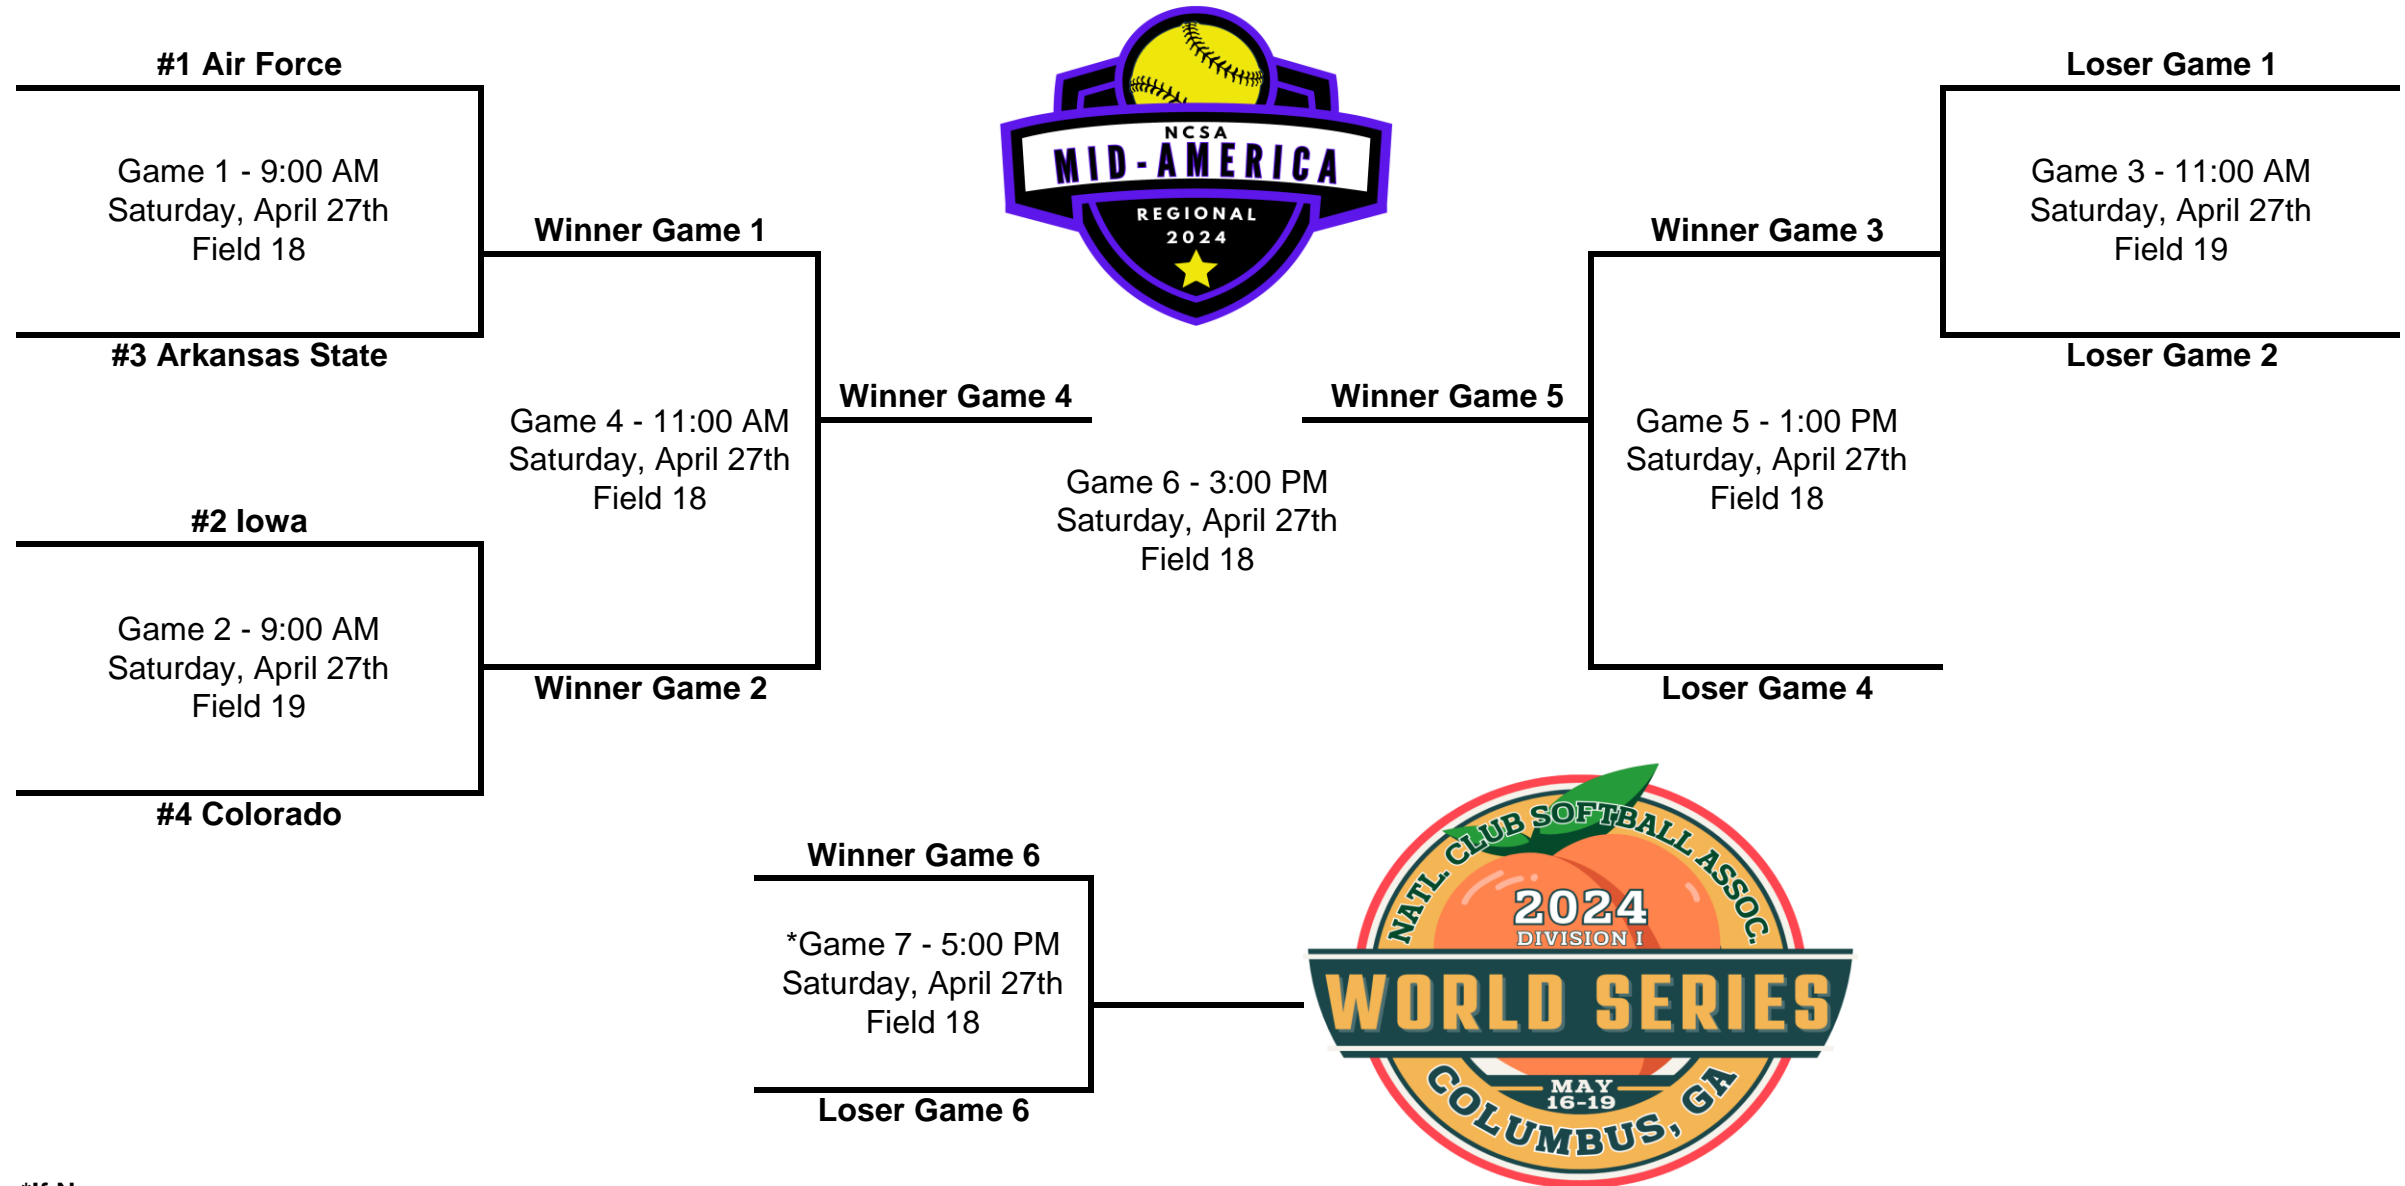 #1 Air Force
Game 1 - 9:00 AM
Saturday, April 27th
Field 18
#3 Arkansas State
Winner Game 1
Game 4 - 11:00 AM
Saturday, April 27th
Field 18
Winner Game 2
#2 Iowa
Game 2 - 9:00 AM
Saturday, April 27th
Field 19
#4 Colorado
Winner Game 4
NCSA
MID-AMERICA
REGIONAL
2024
Game 6 - 3:00 PM
Saturday, April 27th
Field 18
Winner Game 5
Winner Game 3
Game 5 - 1:00 PM
Saturday, April 27th
Field 18
Loser Game 4
Loser Game 1
Game 3 - 11:00 AM
Saturday, April 27th
Field 19
Loser Game 2
Winner Game 6
*Game 7 - 5:00 PM
Saturday, April 27th
Field 18
Loser Game 6
NATL. CLUB SOFTBALL ASSOC.
2024
DIVISION I
WORLD SERIES
MAY
16-19
COLUMBUS, GA